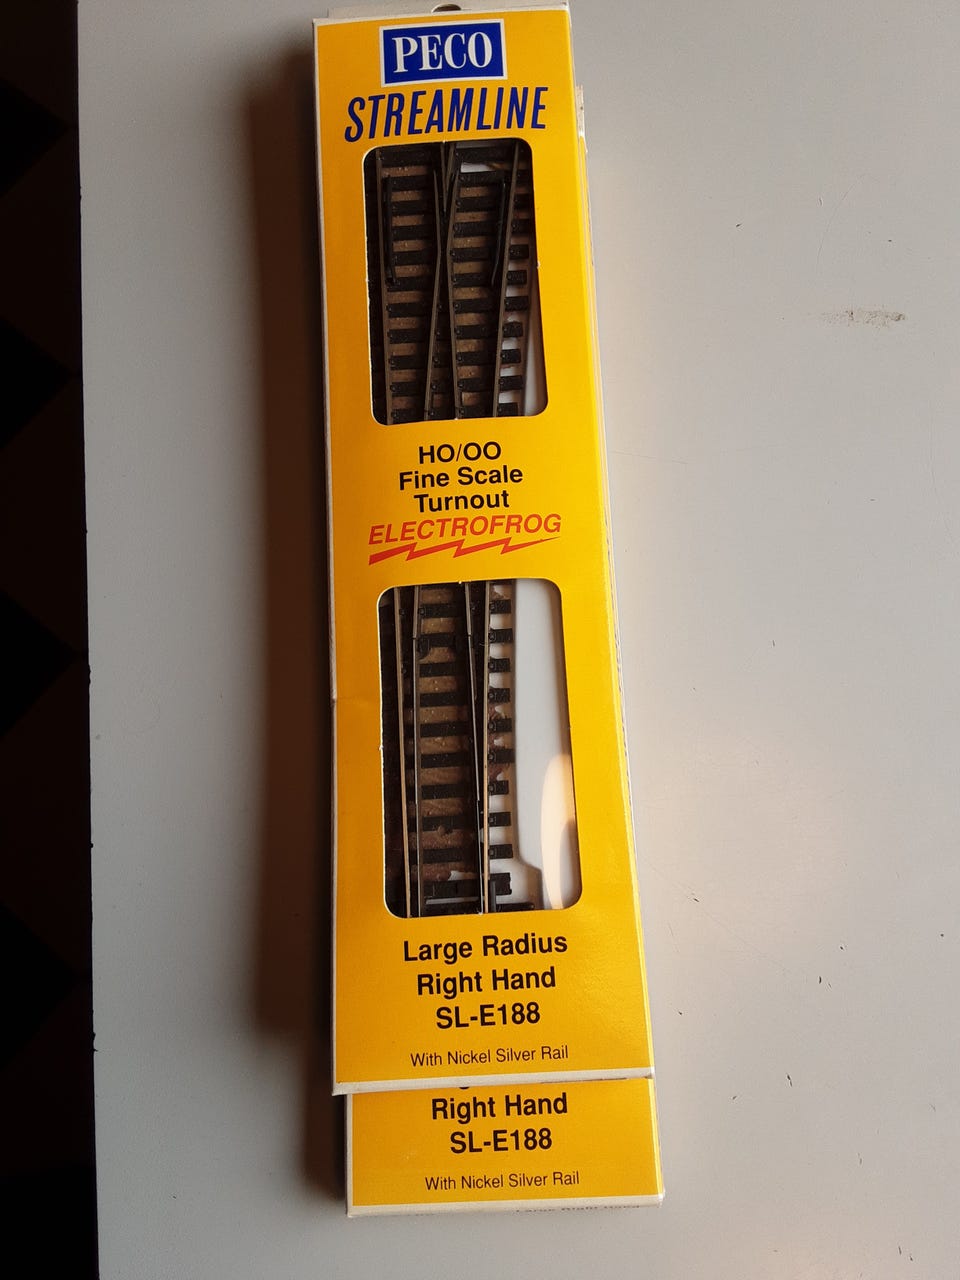 PECO
STREAMLINE
HO/OO
Fine Scale
Turnout
ELECTROFROG
Large Radius
Right Hand
SL-E188
With Nickel Silver Rail
Right Hand
SL-E188
With Nickel Silver Rail